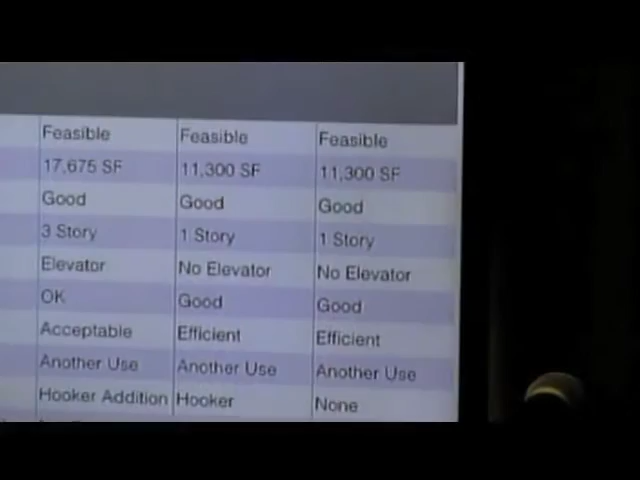 Feasible Feasible Feasible
17,675 SF 11,300 SF 11,300 SF
Good Good Good
3 Story 1 Story 1 Story
Elevator No Elevator No Elevator
OK Good Good
Acceptable Efficient Efficient
Another Use Another Use Another Use
Hooker Addition Hooker None